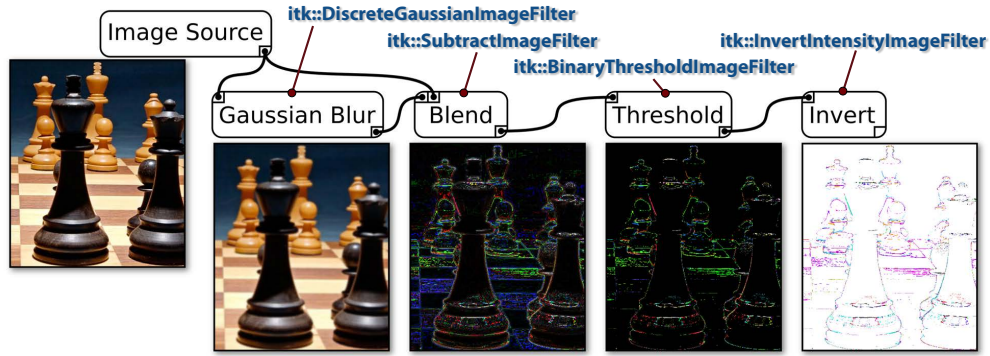 itk::DiscreteGaussianImageFilter
Image Source
itk::SubtractImageFilter
itk::InvertIntensityImageFilter
itk::BinaryThresholdImageFilter
Gaussian Blur
Blend
Threshold
Invert